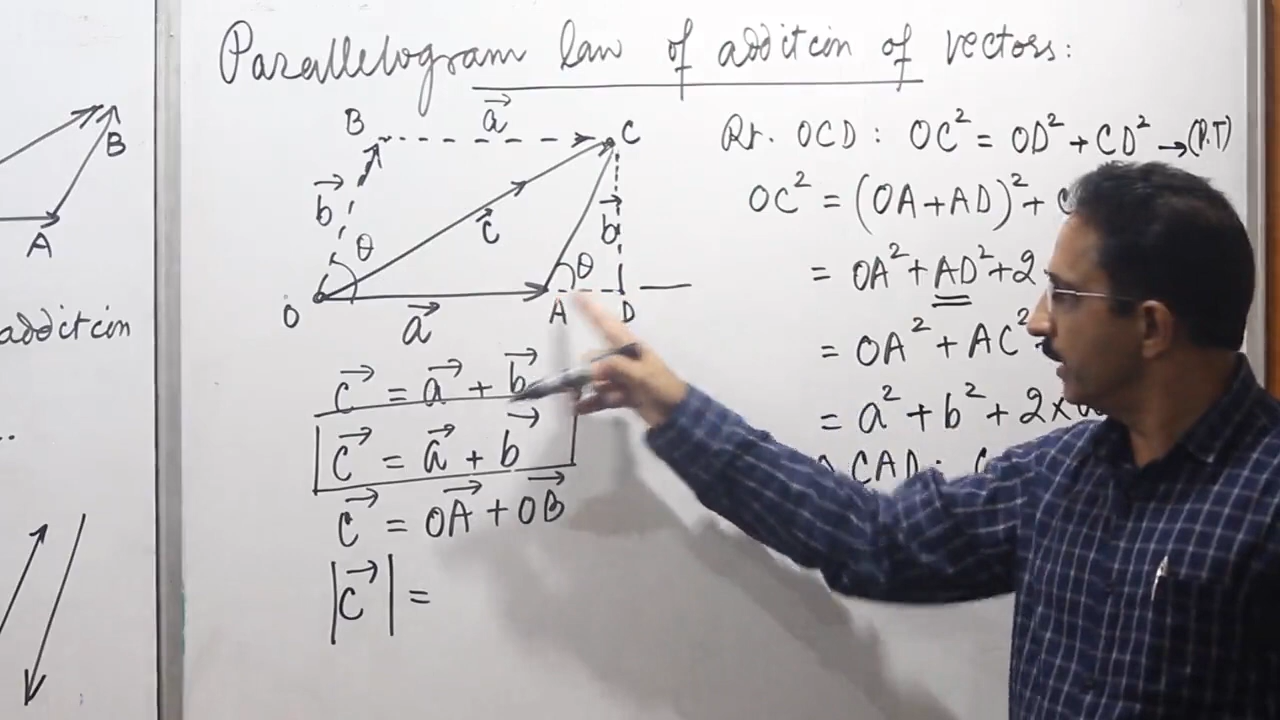 Parallelogram law of addition of vectors:
B
A
addition
..
B
a⃗
C
b⃗
θ
c⃗
b⃗
θ
O
a⃗
A
D
c⃗ = a⃗ + b⃗
c⃗ = a⃗ + b⃗
c⃗ = OA⃗ + OB⃗
|c⃗| =
Rt. OCD : OC² = OD² + CD² → (P.T)
OC² = (OA+AD)² +
= OA² + AD² + 2
= OA² + AC²
= a² + b² + 2×
CAD :